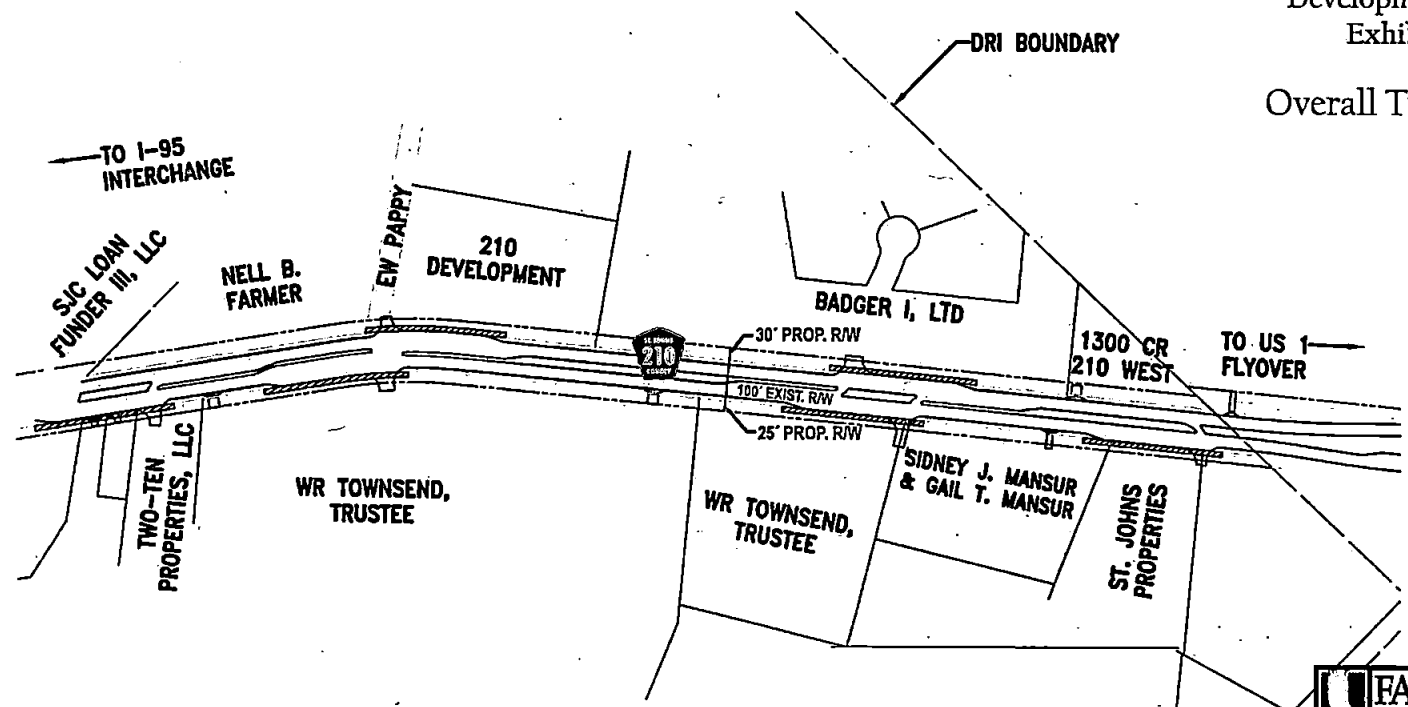 Exhi
Overall T
DRI BOUNDARY
TO I-95
INTERCHANGE
SJC LOAN
FUNDER III, LLC
NELL B.
FARMER
EW PAPPY
210
DEVELOPMENT
BADGER I, LTD
1300 CR
210 WEST
TO US 1
FLYOVER
210
30' PROP. R/W
100' EXIST. R/W
25' PROP. R/W
TWO-TEN
PROPERTIES, LLC
WR TOWNSEND,
TRUSTEE
WR TOWNSEND,
TRUSTEE
SIDNEY J. MANSUR
& GAIL T. MANSUR
ST. JOHNS
PROPERTIES
FA